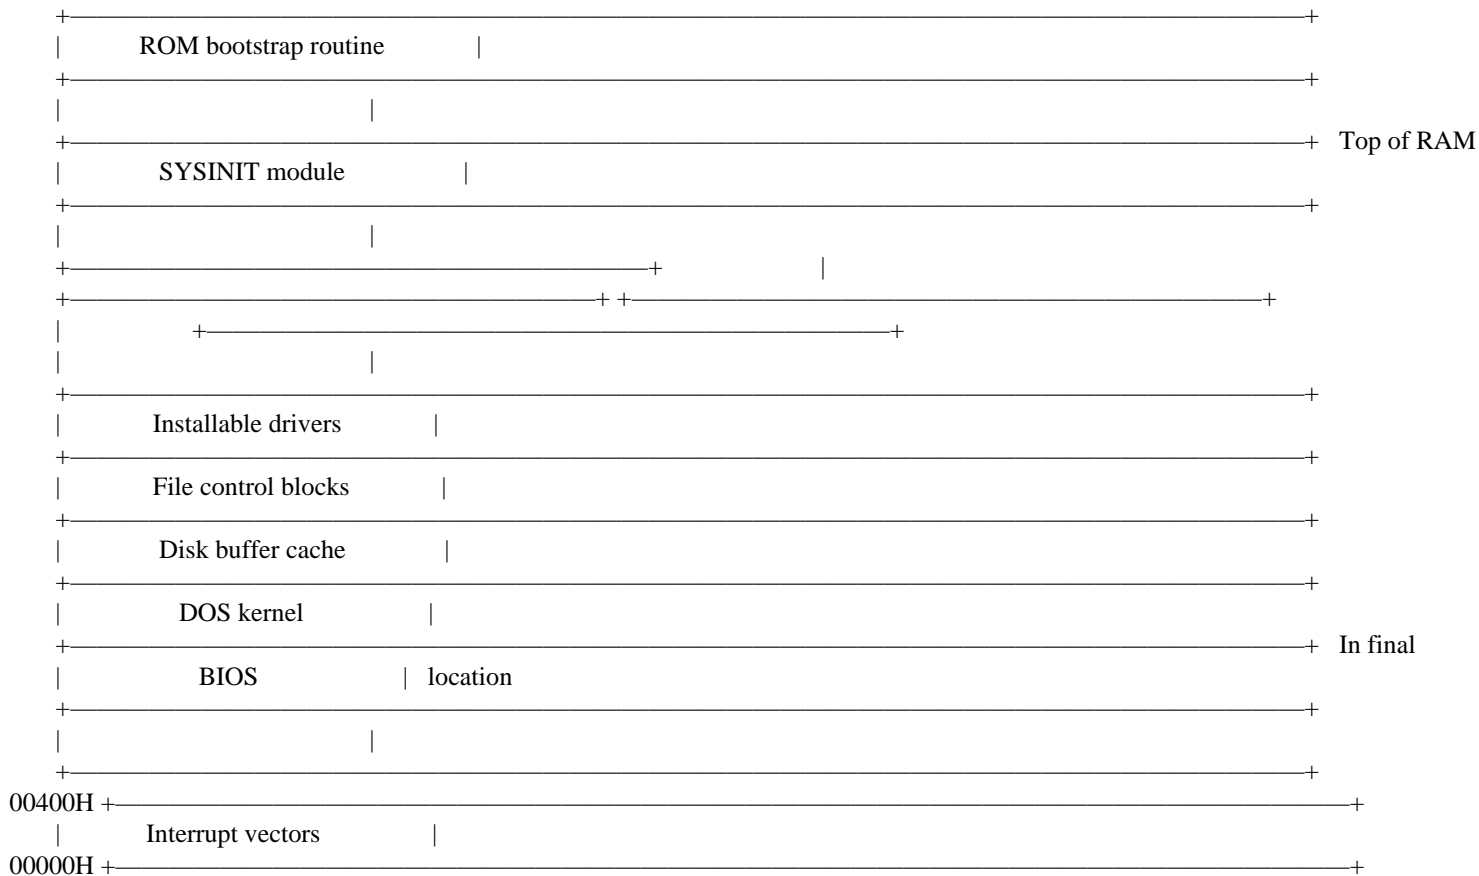 ROM bootstrap routine
Top of RAM
SYSINIT module
Installable drivers
File control blocks
Disk buffer cache
DOS kernel
In final
BIOS location
00400H
Interrupt vectors
00000H